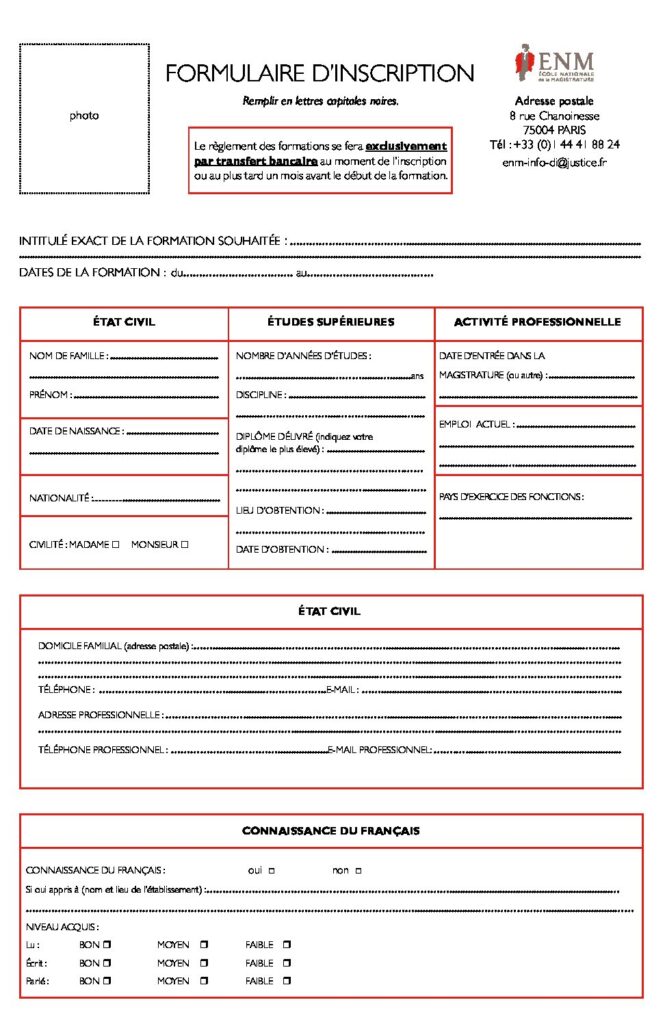 photo
FORMULAIRE D'INSCRIPTION
Remplir en lettres capitales noires.
Le règlement des formations se fera exclusivement
par transfert bancaire au moment de l'inscription
ou au plus tard un mois avant le début de la formation.
ENM
ÉCOLE NATIONALE
de la MAGISTRATURE
Adresse postale
8 rue Chanoinesse
75004 PARIS
Tél : +33 (0)1 44 41 88 24
enm-info-di@justice.fr
INTITULÉ EXACT DE LA FORMATION SOUHAITÉE :
DATES DE LA FORMATION : du au
ÉTAT CIVIL
NOM DE FAMILLE :
PRÉNOM :
DATE DE NAISSANCE :
NATIONALITÉ :
CIVILITÉ : MADAME ☐ MONSIEUR ☐
ÉTUDES SUPÉRIEURES
NOMBRE D'ANNÉES D'ÉTUDES :
ans
DISCIPLINE :
DIPLÔME DÉLIVRÉ (indiquez votre
diplôme le plus élevé) :
LIEU D'OBTENTION :
DATE D'OBTENTION :
ACTIVITÉ PROFESSIONNELLE
DATE D'ENTRÉE DANS LA
MAGISTRATURE (ou autre) :
EMPLOI ACTUEL :
PAYS D'EXERCICE DES FONCTIONS :
ÉTAT CIVIL
DOMICILE FAMILIAL (adresse postale) :
TÉLÉPHONE : E-MAIL :
ADRESSE PROFESSIONNELLE :
TÉLÉPHONE PROFESSIONNEL : E-MAIL PROFESSIONNEL:
CONNAISSANCE DU FRANÇAIS
CONNAISSANCE DU FRANÇAIS : oui ☐ non ☐
Si oui appris à (nom et lieu de l'établissement) :
NIVEAU ACQUIS :
Lu : BON ☐ MOYEN ☐ FAIBLE ☐
Écrit : BON ☐ MOYEN ☐ FAIBLE ☐
Parlé : BON ☐ MOYEN ☐ FAIBLE ☐